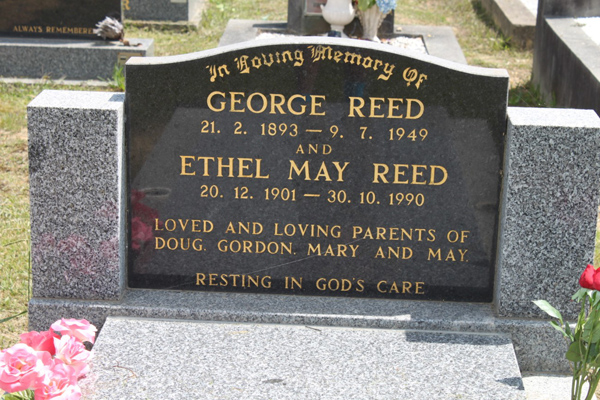 ALWAYS REMEMBERED
In Loving Memory Of
GEORGE REED
21. 2. 1893 — 9. 7. 1949
AND
ETHEL MAY REED
20. 12. 1901 — 30. 10. 1990
LOVED AND LOVING PARENTS OF
DOUG, GORDON, MARY AND MAY.
RESTING IN GOD'S CARE